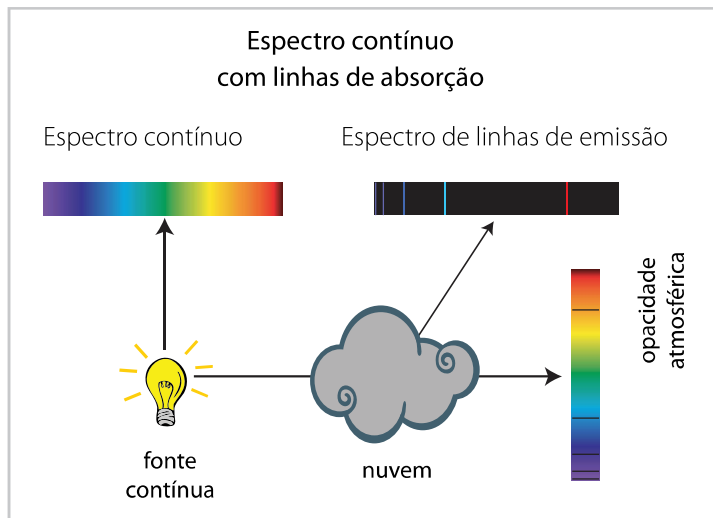 Espectro contínuo
com linhas de absorção
Espectro contínuo
Espectro de linhas de emissão
opacidade
atmosférica
fonte
contínua
nuvem